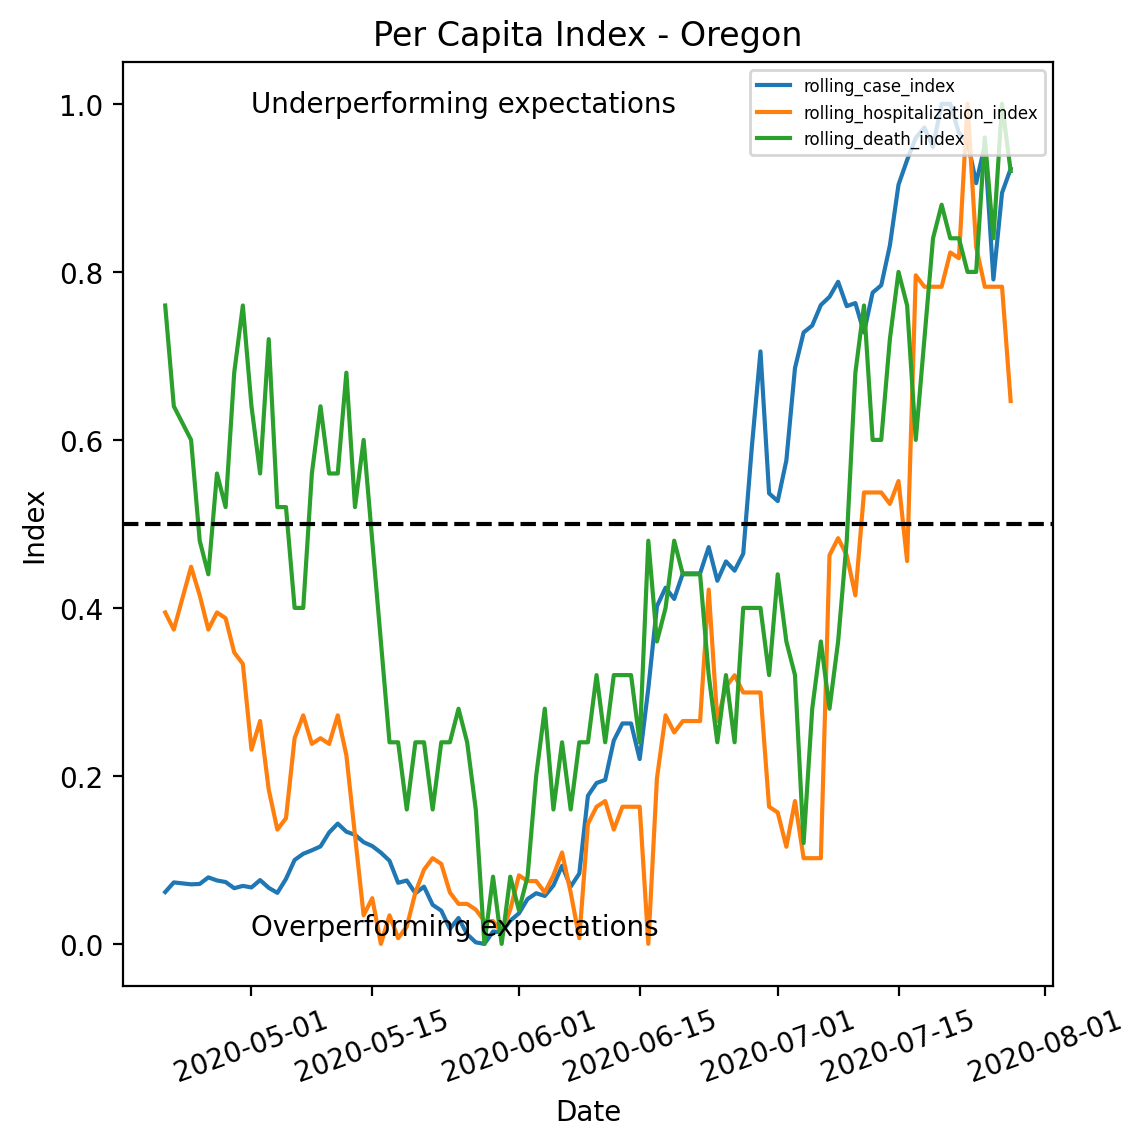 Per Capita Index - Oregon
Underperforming expectations
rolling_case_index
rolling_hospitalization_index
rolling_death_index
1.0
0.8
0.6
0.4
0.2
0.0
Index
Overperforming expectations
2020-05-01
2020-05-15
2020-06-01
2020-06-15
2020-07-01
2020-07-15
2020-08-01
Date